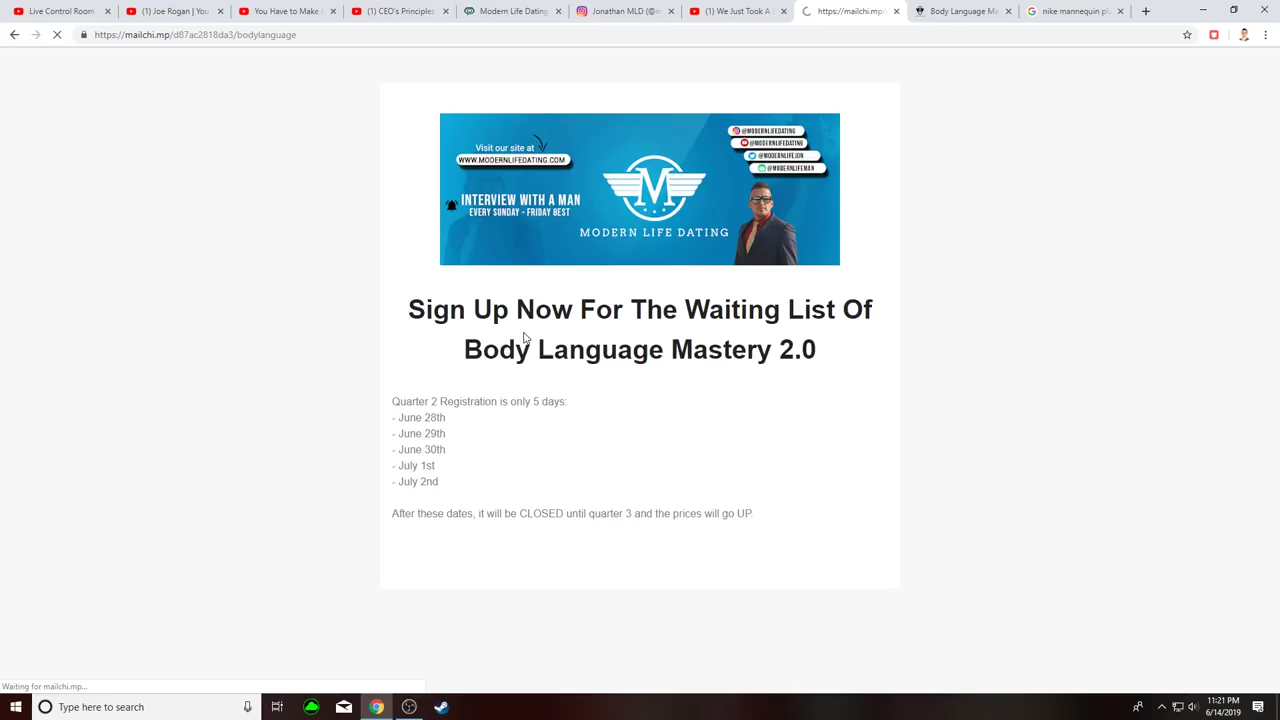 Live Control Room
(1) Joe Rogan | You
You Have to Make
(1) CEO's Principles
Modern Life Dating
Jonathan MLD (@m
(1) We Just Took A
https://mailchi.mp/
Body Language Ma
nike mannequin plu
https://mailchi.mp/d87ac2818da3/bodylanguage
Visit our site at
WWW.MODERNLIFEDATING.COM
INTERVIEW WITH A MAN
EVERY SUNDAY - FRIDAY 8EST
M
MODERN LIFE DATING
@MODERNLIFEDATING
@MODERNLIFEDATING
@MODERNLIFEJON
@MODERNLIFEMAN
Sign Up Now For The Waiting List Of
Body Language Mastery 2.0
Quarter 2 Registration is only 5 days:
- June 28th
- June 29th
- June 30th
- July 1st
- July 2nd
After these dates, it will be CLOSED until quarter 3 and the prices will go UP.
Waiting for mailchi.mp...
Type here to search
11:21 PM
6/14/2019